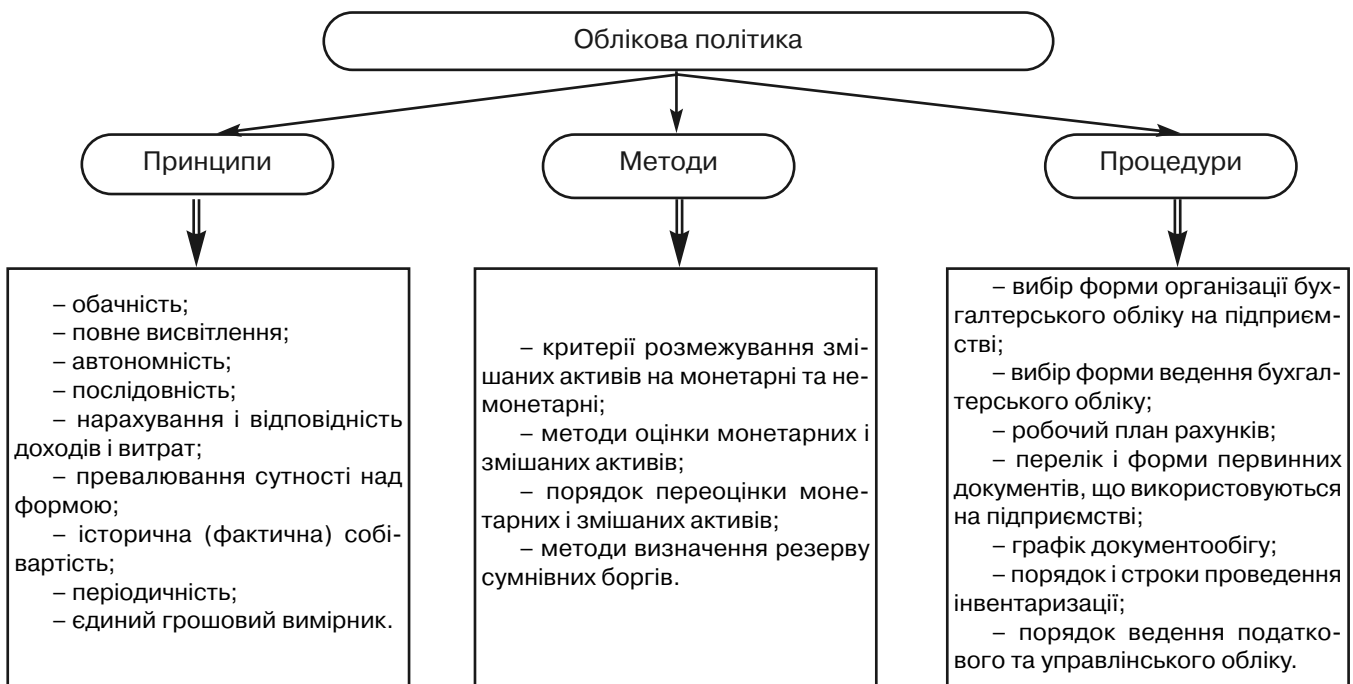 Облікова політика
Принципи
Методи
Процедури
– обачність;
– повне висвітлення;
– автономність;
– послідовність;
– нарахування і відповідність
доходів і витрат;
– превалювання сутності над
формою;
– історична (фактична) собі-
вартість;
– періодичність;
– єдиний грошовий вимірник.
– критерії розмежування змі-
шаних активів на монетарні та не-
монетарні;
– методи оцінки монетарних і
змішаних активів;
– порядок переоцінки моне-
тарних і змішаних активів;
– методи визначення резерву
сумнівних боргів.
– вибір форми організації бух-
галтерського обліку на підприєм-
стві;
– вибір форми ведення бухгал-
терського обліку;
– робочий план рахунків;
– перелік і форми первинних
документів, що використовуються
на підприємстві;
– графік документообігу;
– порядок і строки проведення
інвентаризації;
– порядок ведення податко-
вого та управлінського обліку.